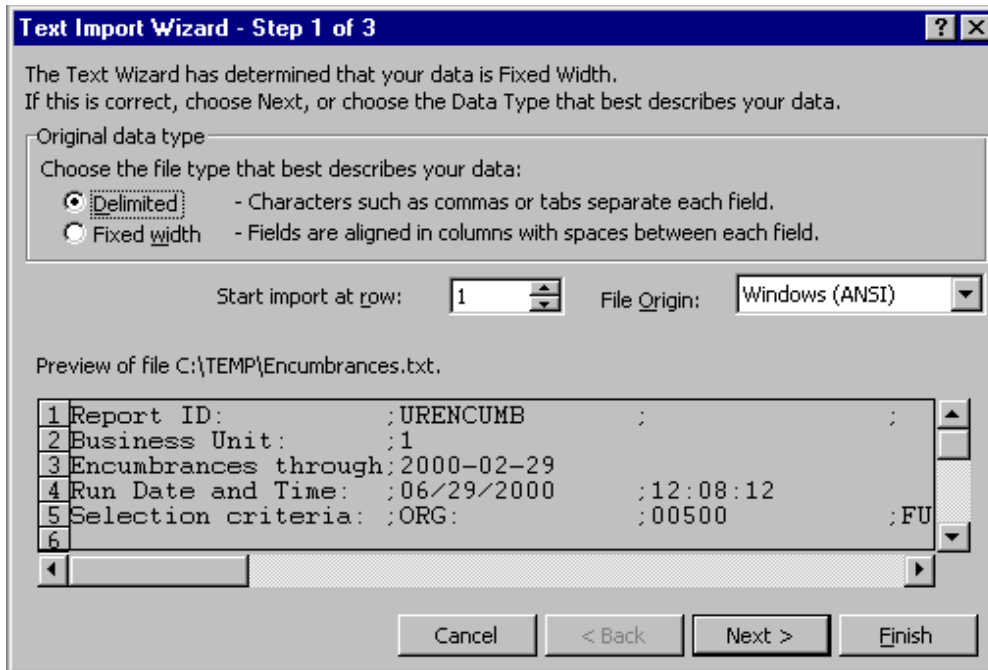 Text Import Wizard - Step 1 of 3
The Text Wizard has determined that your data is Fixed Width.
If this is correct, choose Next, or choose the Data Type that best describes your data.
Original data type
Choose the file type that best describes your data:
Delimited - Characters such as commas or tabs separate each field.
Fixed width - Fields are aligned in columns with spaces between each field.
Start import at row: 1 File Origin: Windows (ANSI)
Preview of file C:\TEMP\Encumbrances.txt.
1 Report ID: ;URENCUMB ; ;
2 Business Unit: ;1
3 Encumbrances through;2000-02-29
4 Run Date and Time: ;06/29/2000 ;12:08:12
5 Selection criteria: ;ORG: ;00500 ;FU
6
Cancel < Back Next > Finish